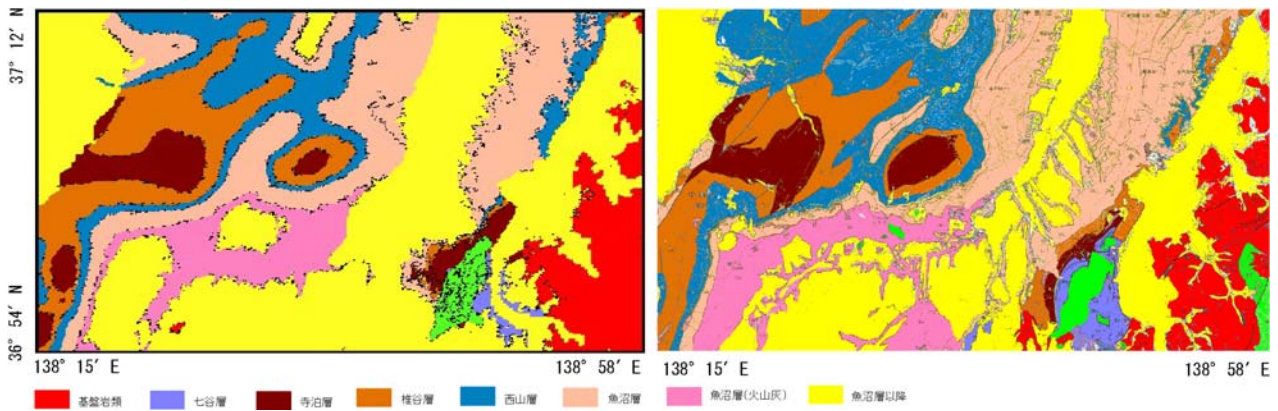 37° 12′ N
36° 54′ N
138° 15′ E
138° 58′ E
138° 15′ E
138° 58′ E
基盤岩類
七谷層
寺泊層
椎谷層
西山層
魚沼層
魚沼層(火山灰)
魚沼層以降